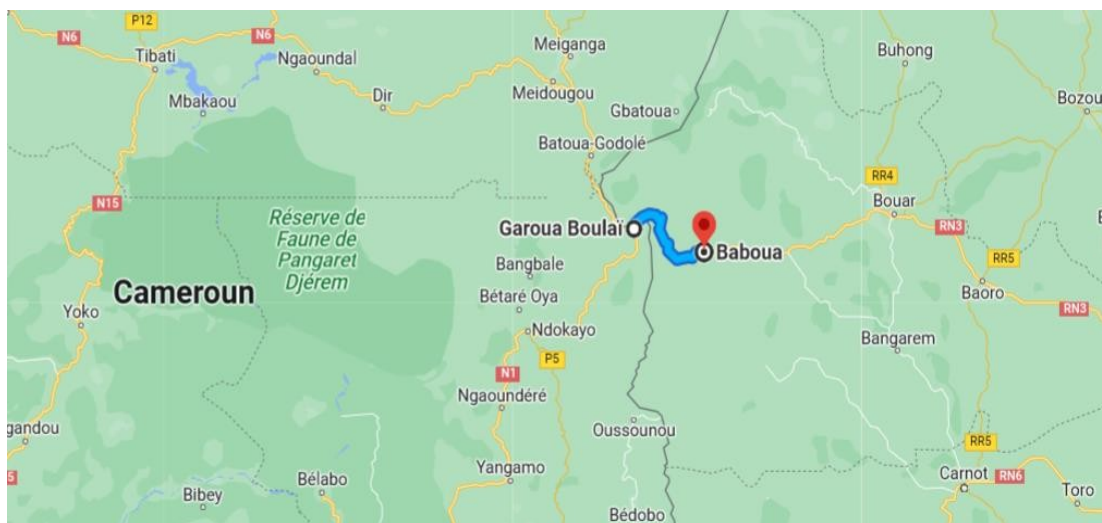 P12
N6
N6
Tibati
Ngaoundal
Meiganga
Buhong
Mbakaou
Dir
Meidougou
Gbatoua
Bozou
Batoua-Godolé
RR4
N15
Bouar
Réserve de
Faune de
Pangaret
Djérem
Garoua Boulaï
RN3
Baboua
RR5
Bangbale
Cameroun
Bétaré Oya
Baoro
RN3
Yoko
Ndokayo
Bangarem
P5
N1
Ngaoundéré
gandou
Oussounou
RR5
Yangamo
Carnot
RN6
Bélabo
Toro
Bibey
Bédobo